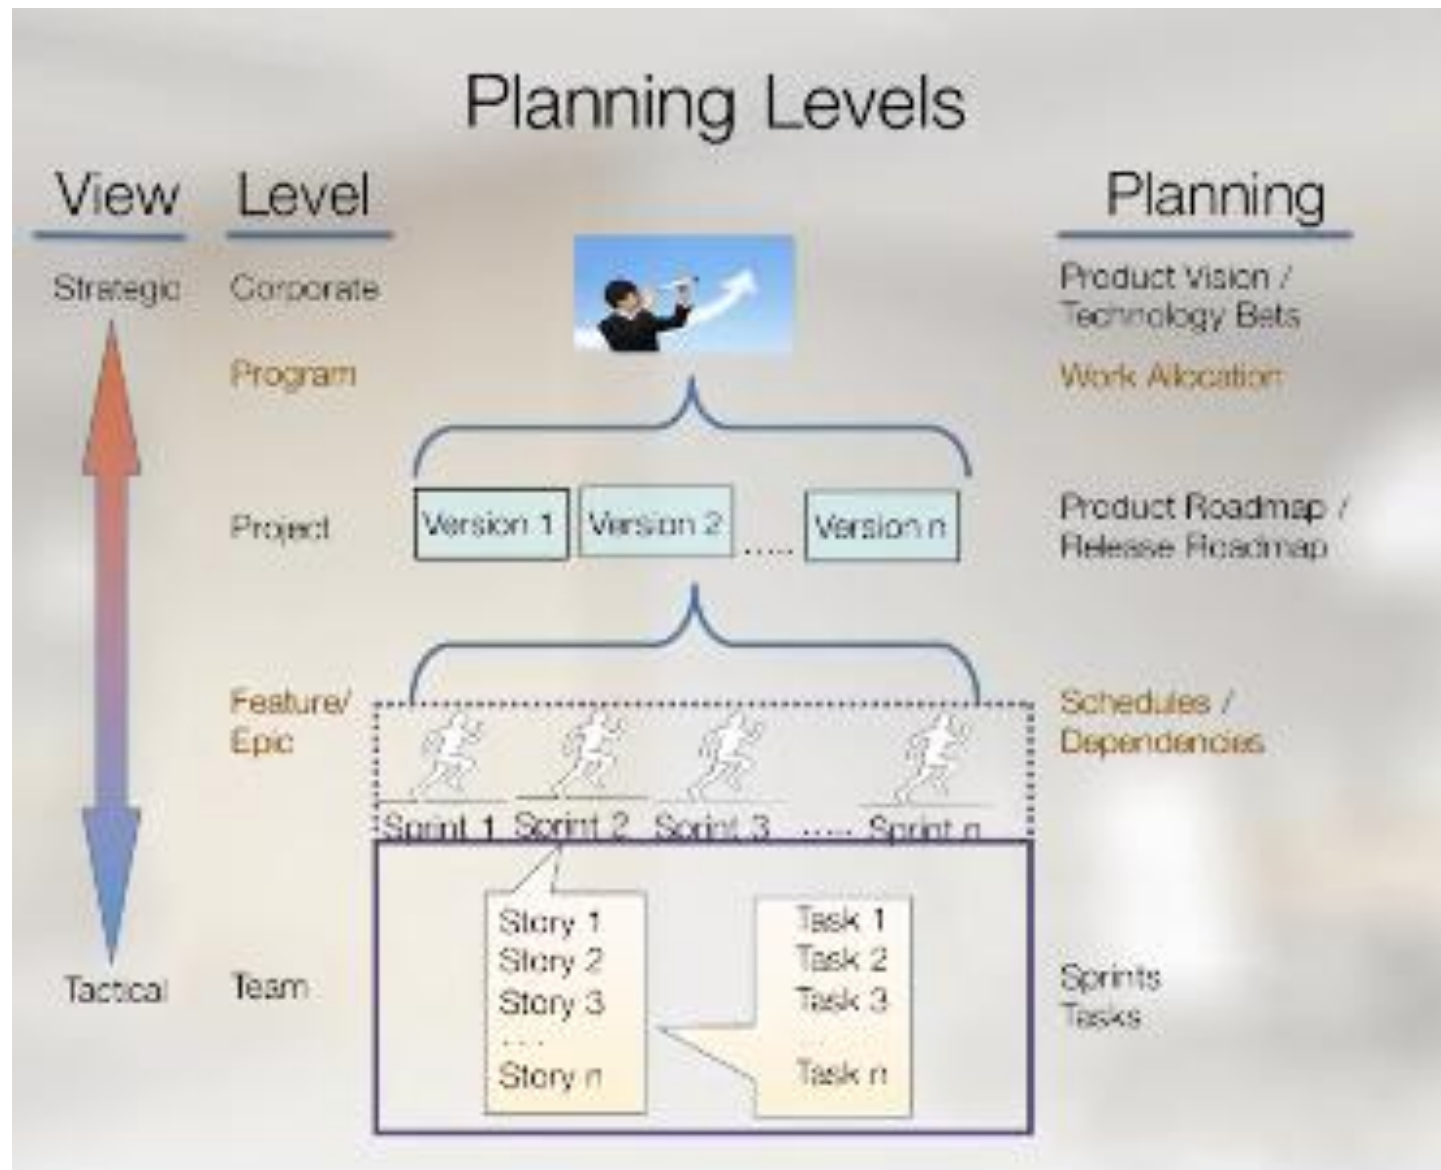 Planning Levels
View Level Planning
Strategic Corporate Product Vision /
Technology Bets
Program Work Allocation
Project Version 1 Version 2 ..... Version n Product Roadmap /
Release Roadmap
Feature/ Schedules /
Epic Dependencies
Sprint 1 Sprint 2 Sprint 3 ..... Sprint n
Story 1 Task 1
Story 2 Task 2
Tactical Team Story 3 Task 3 Sprints
Tasks
.... ...
Story n Task n